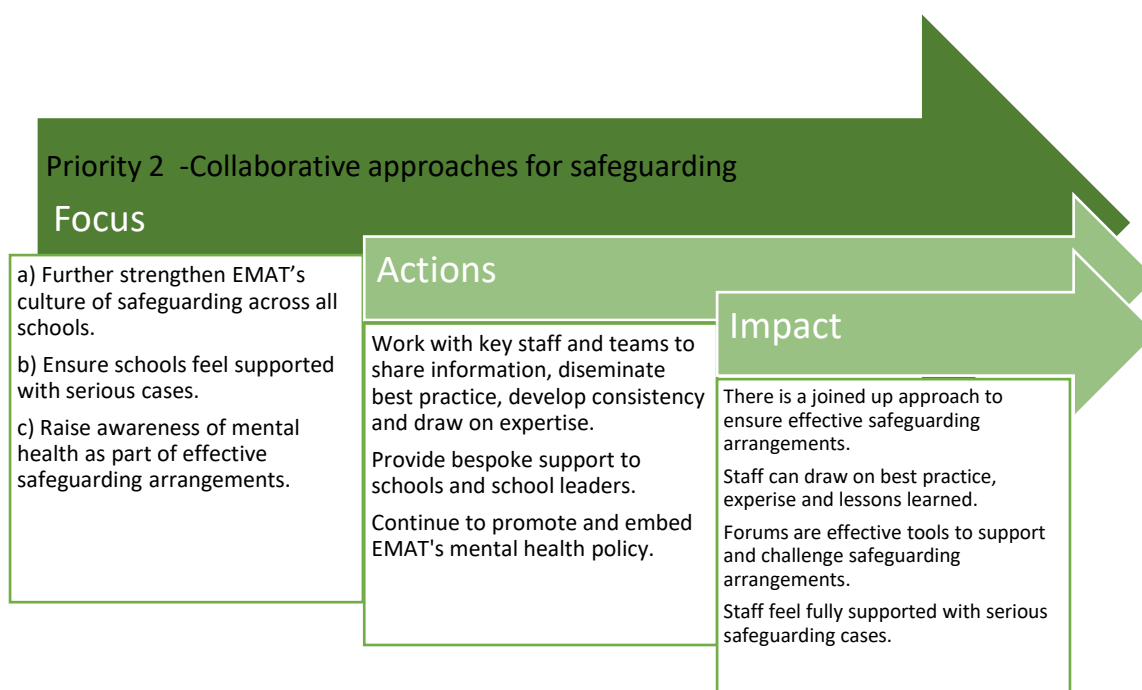 Priority 2  -Collaborative approaches for safeguarding
Focus
a) Further strengthen EMAT’s
culture of safeguarding across all
schools.
b) Ensure schools feel supported
with serious cases.
c) Raise awareness of mental
health as part of effective
safeguarding arrangements.
Actions
Work with key staff and teams to
share information, diseminate
best practice, develop consistency
and draw on expertise.
Provide bespoke support to
schools and school leaders.
Continue to promote and embed
EMAT's mental health policy.
Impact
There is a joined up approach to
ensure effective safeguarding
arrangements.
Staff can draw on best practice,
experise and lessons learned.
Forums are effective tools to support
and challenge safeguarding
arrangements.
Staff feel fully supported with serious
safeguarding cases.